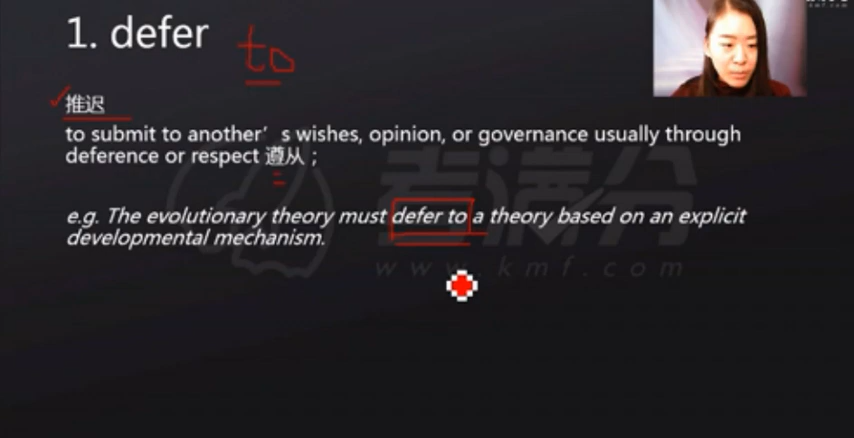 1. defer to
推迟
to submit to another’s wishes, opinion, or governance usually through
deference or respect 遵从；
e.g. The evolutionary theory must defer to a theory based on an explicit
developmental mechanism.
考满分
www.kmf.com